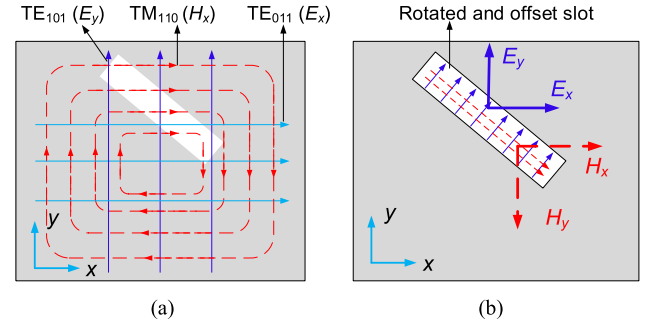 TE101 (Ey) TM110 (Hx) TE011 (Ex)
y
x
(a)
Rotated and offset slot
Ey
Ex
Hx
Hy
y
x
(b)